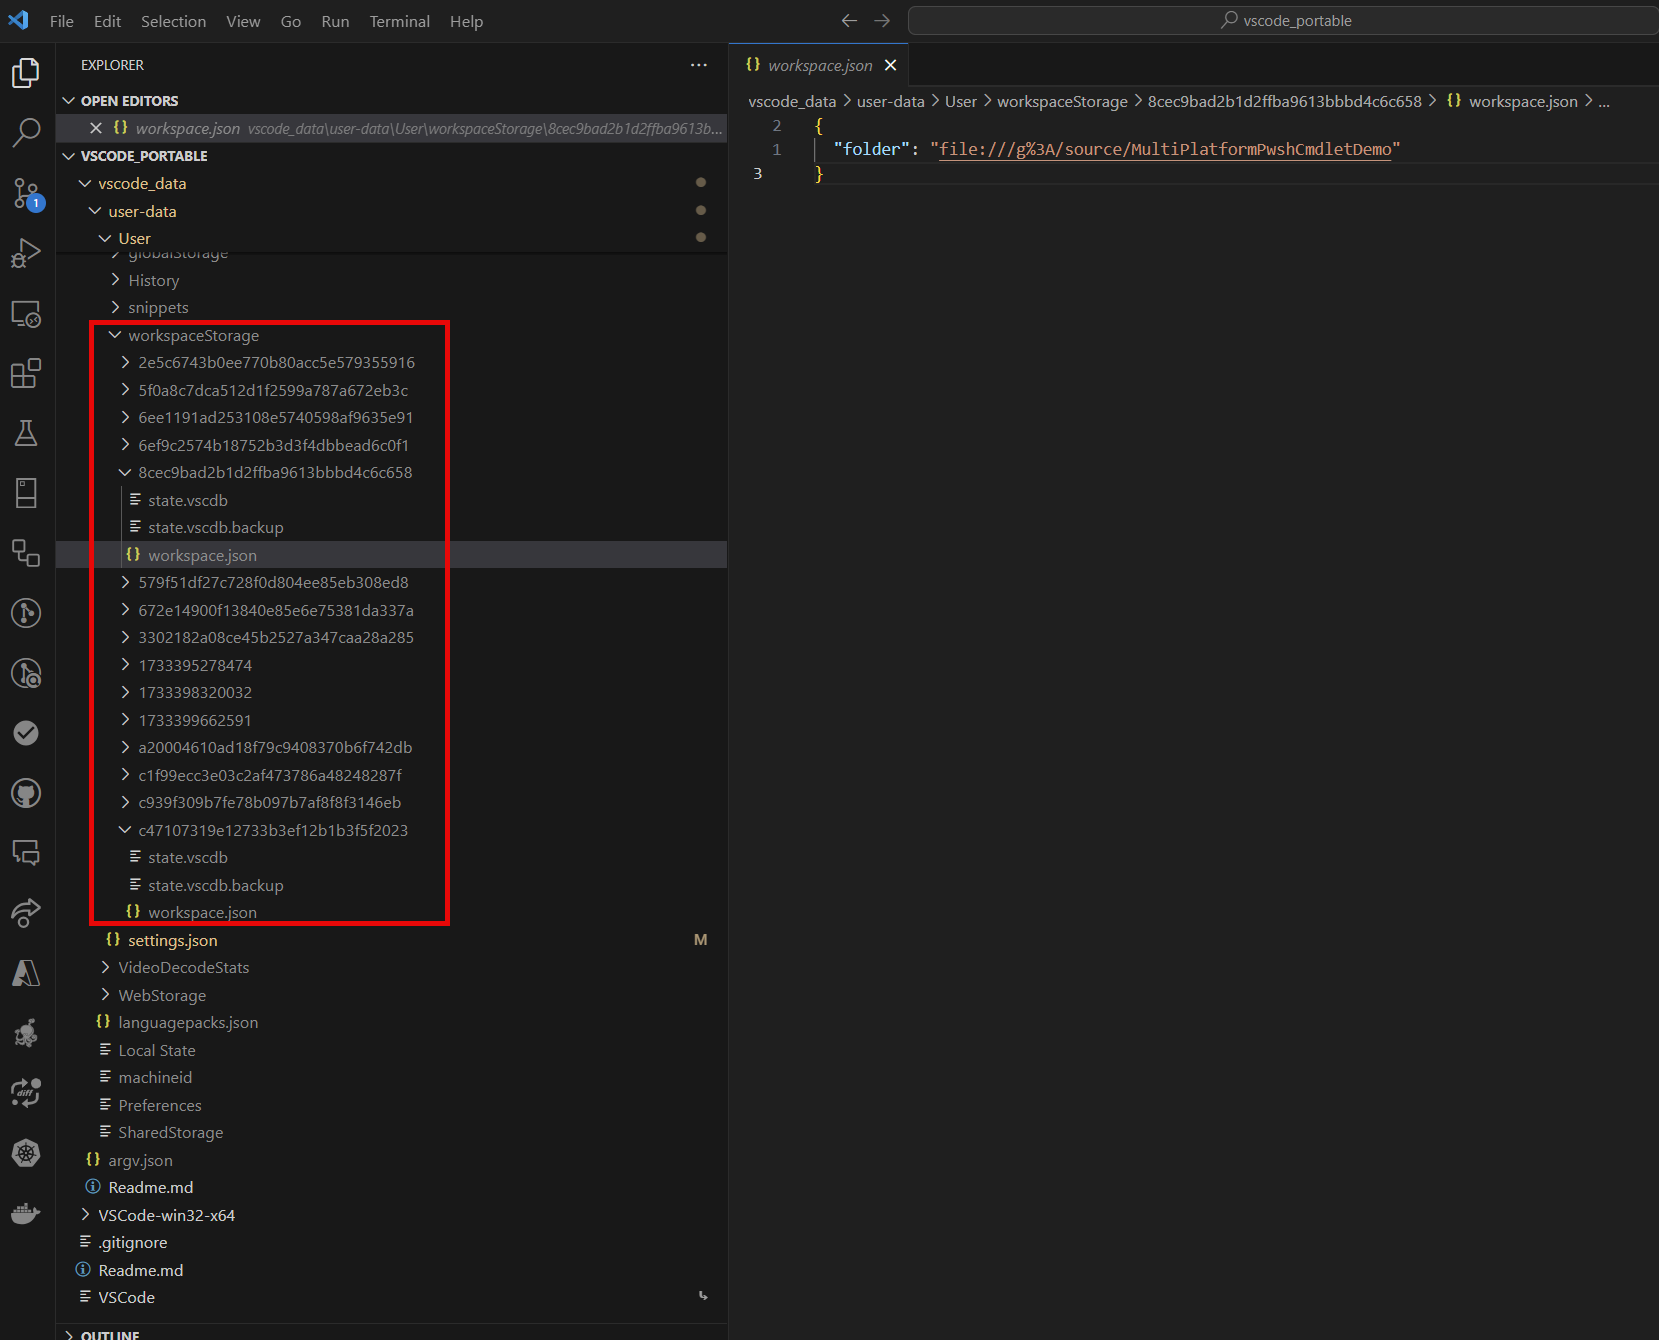 File Edit Selection View Go Run Terminal Help
vscode_portable
EXPLORER
OPEN EDITORS
workspace.json vscode_data\user-data\User\workspaceStorage\8cec9bad2b1d2ffba9613b...
VSCODE_PORTABLE
vscode_data
user-data
User
globalStorage
History
snippets
workspaceStorage
2e5c6743b0ee770b80acc5e579355916
5f0a8c7dca512d1f2599a787a672eb3c
6ee1191ad253108e5740598af9635e91
6ef9c2574b18752b3d3f4dbbead6c0f1
8cec9bad2b1d2ffba9613bbbd4c6c658
state.vscdb
state.vscdb.backup
{} workspace.json
579f51df27c728f0d804ee85eb308ed8
672e14900f13840e85e6e75381da337a
3302182a08ce45b2527a347caa28a285
1733395278474
1733398320032
1733399662591
a20004610ad18f79c9408370b6f742db
c1f99ecc3e03c2af473786a48248287f
c939f309b7fe78b097b7af8f8f3146eb
c47107319e12733b3ef12b1b3f5f2023
state.vscdb
state.vscdb.backup
{} workspace.json
{} settings.json M
VideoDecodeStats
WebStorage
{} languagepacks.json
Local State
machineid
Preferences
SharedStorage
{} argv.json
Readme.md
VSCode-win32-x64
.gitignore
Readme.md
VSCode
OUTLINE
1
diff
{} workspace.json
vscode_data > user-data > User > workspaceStorage > 8cec9bad2b1d2ffba9613bbbd4c6c658 > {} workspace.json > ...
2 {
1 "folder": "file:///g%3A/source/MultiPlatformPwshCmdletDemo"
3 }